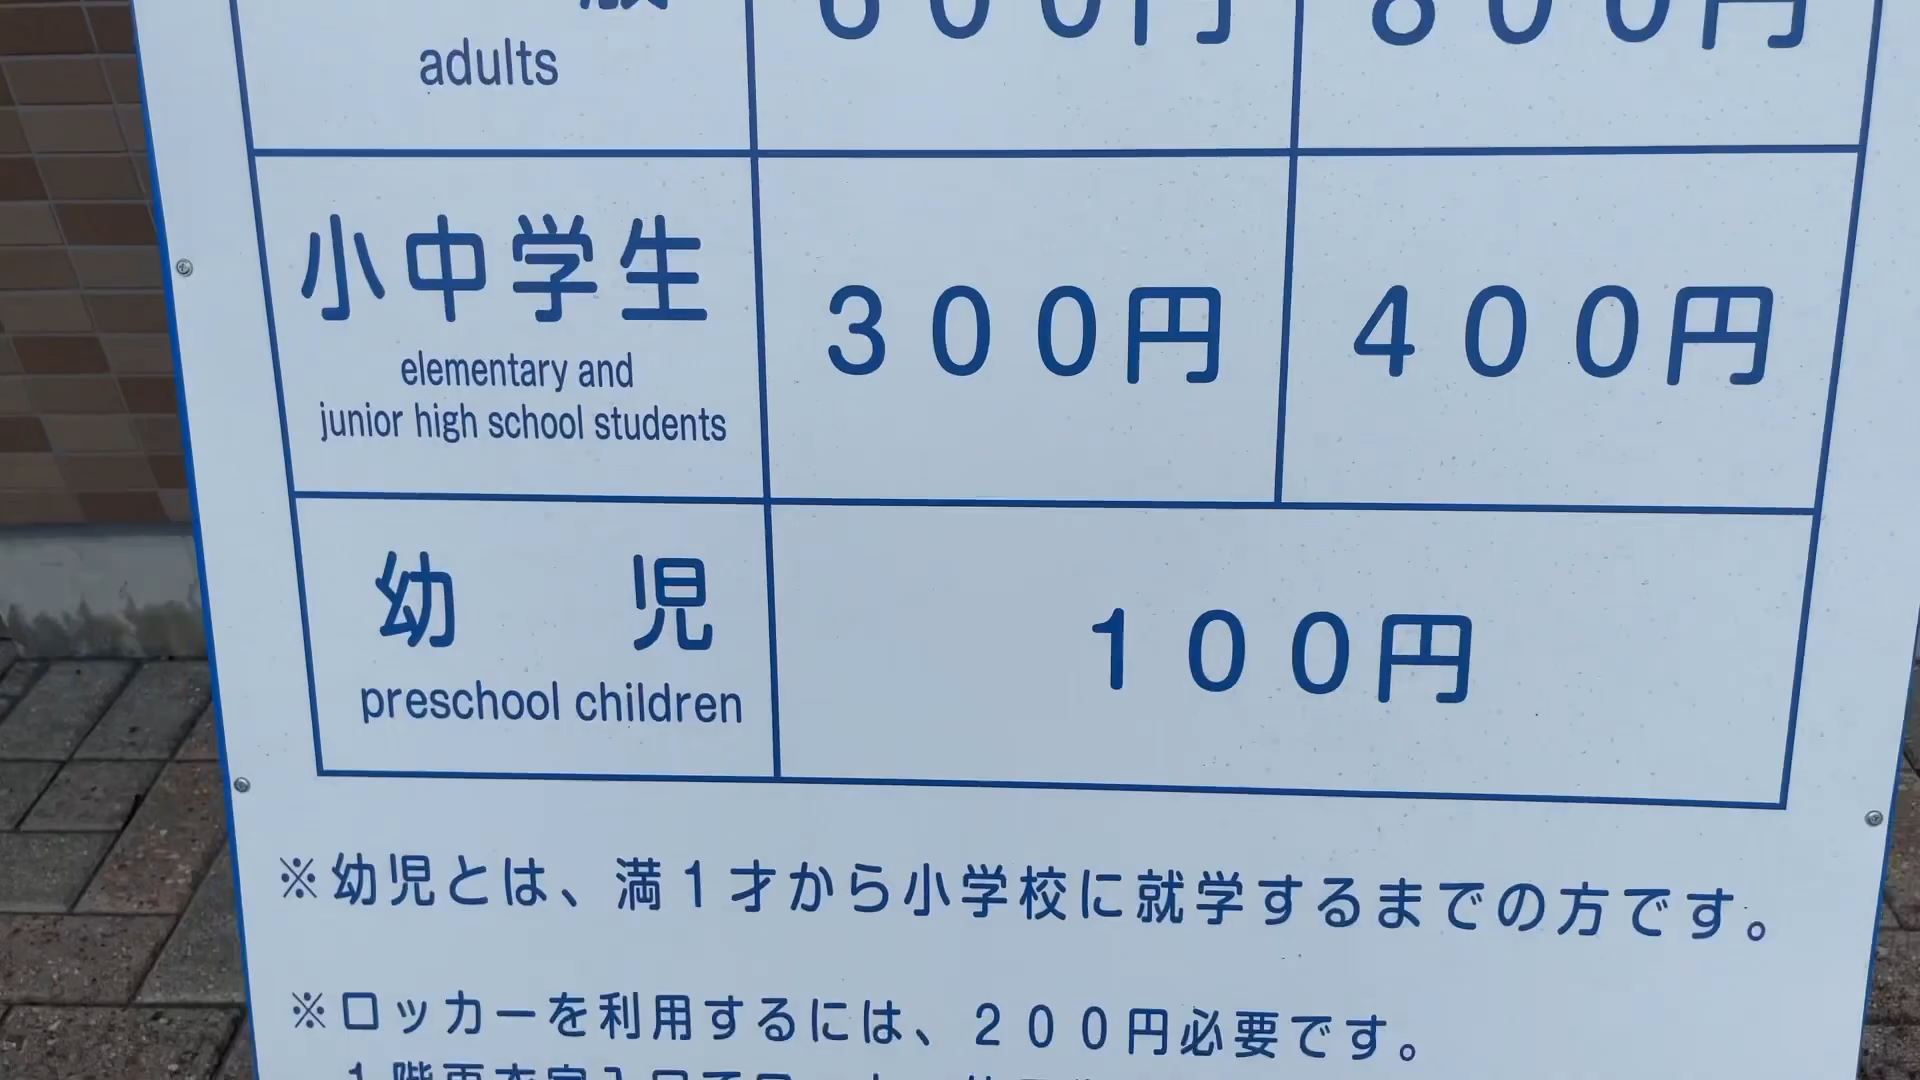 adults
小中学生 300円 400円
elementary and
junior high school students
幼児 100円
preschool children
※幼児とは、満1才から小学校に就学するまでの方です。
※ロッカーを利用するには、200円必要です。